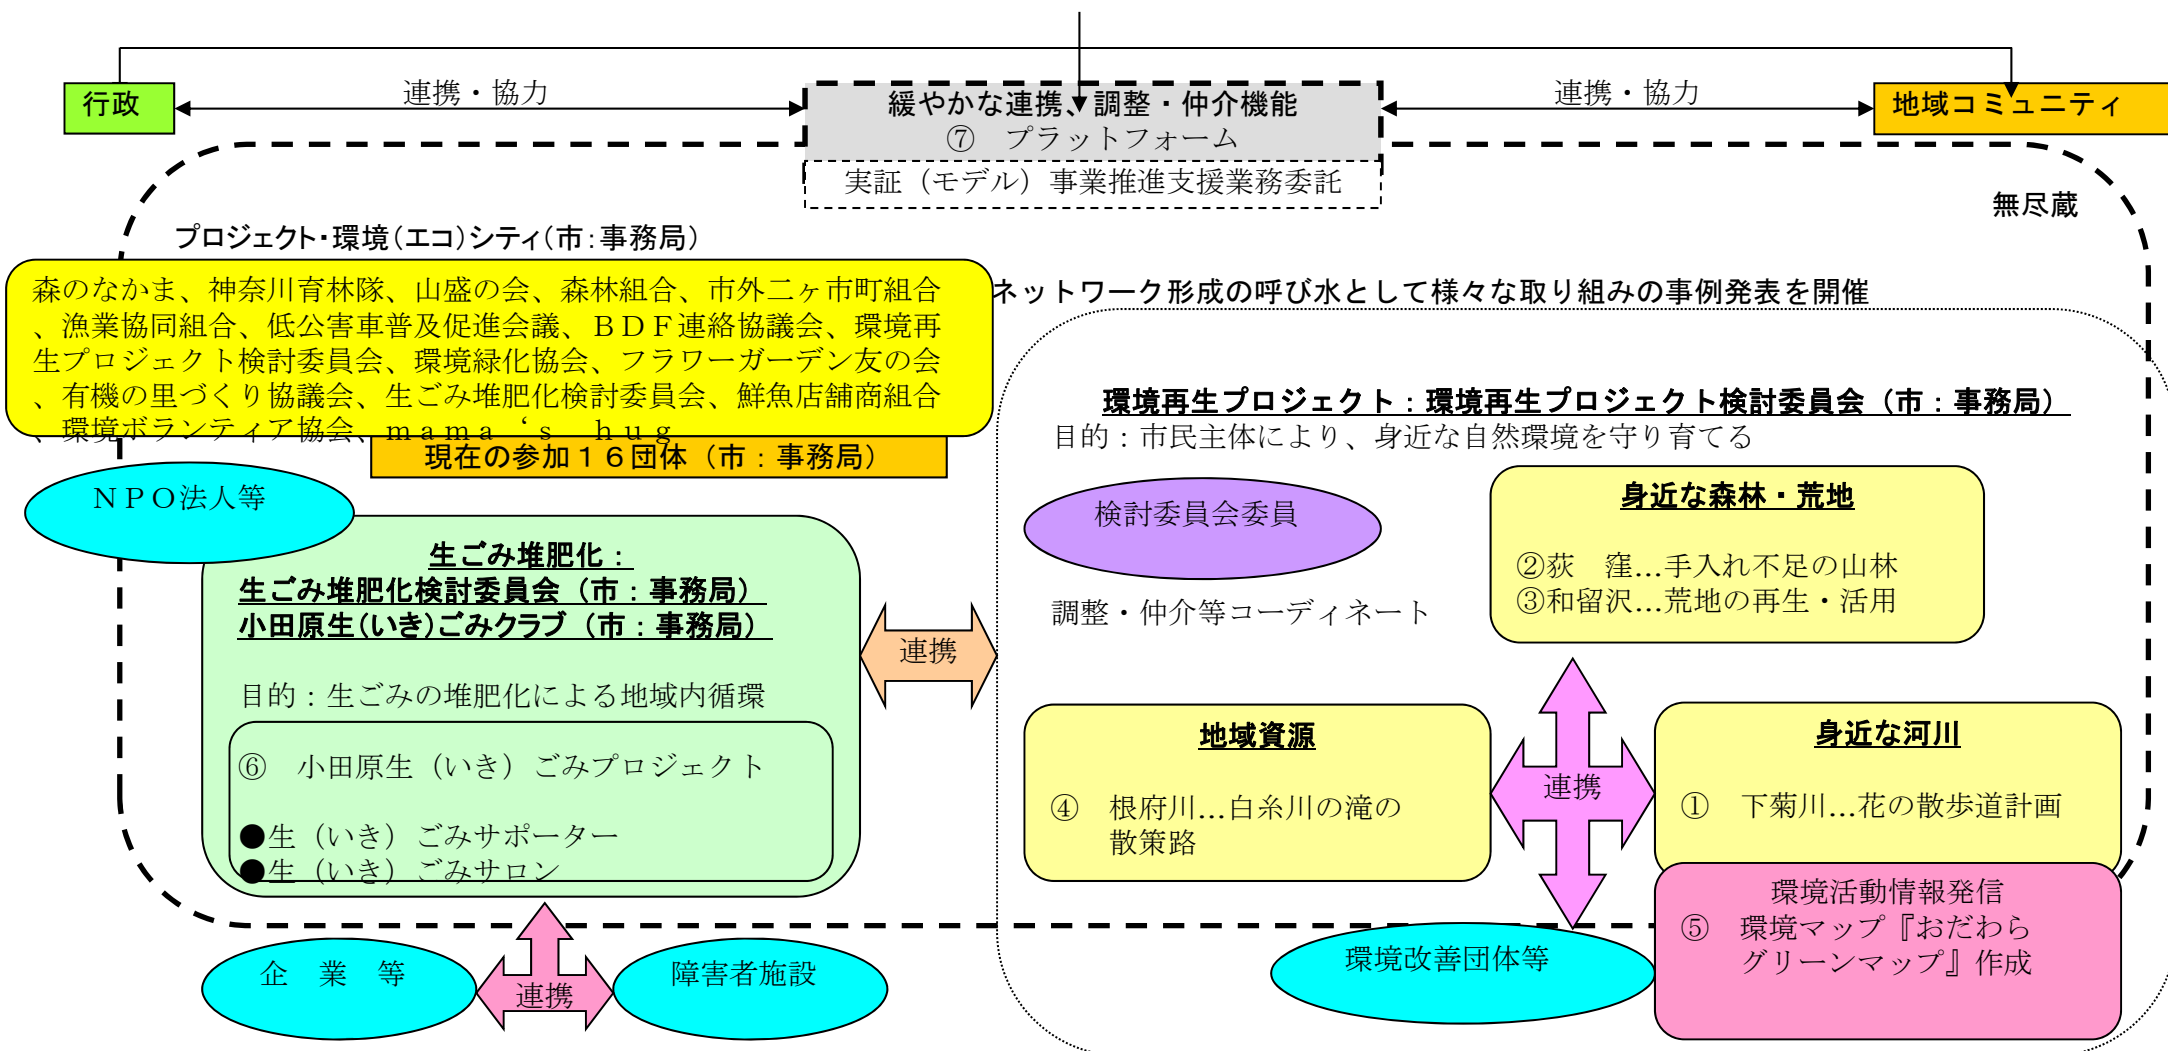 行政
連携・協力
緩やかな連携、調整・仲介機能
⑦　プラットフォーム
実証（モデル）事業推進支援業務委託
連携・協力
地域コミュニティ
無尽蔵
プロジェクト・環境（エコ）シティ（市：事務局）
森のなかま、神奈川育林隊、山盛の会、森林組合、市外二ヶ市町組合
、漁業協同組合、低公害車普及促進会議、ＢＤＦ連絡協議会、環境再
生プロジェクト検討委員会、環境緑化協会、フラワーガーデン友の会
、有機の里づくり協議会、生ごみ堆肥化検討委員会、鮮魚店舗商組合
、環境ボランティア協会、ｍａｍａ‘ｓ　ｈｕｇ
現在の参加１６団体（市：事務局）
ネットワーク形成の呼び水として様々な取り組みの事例発表を開催
ＮＰＯ法人等
生ごみ堆肥化：
生ごみ堆肥化検討委員会（市：事務局）
小田原生（いき）ごみクラブ（市：事務局）
目的：生ごみの堆肥化による地域内循環
⑥　小田原生（いき）ごみプロジェクト
●生（いき）ごみサポーター
●生（いき）ごみサロン
連携
企　業　等
連携
障害者施設
環境再生プロジェクト：環境再生プロジェクト検討委員会（市：事務局）
目的：市民主体により、身近な自然環境を守り育てる
検討委員会委員
調整・仲介等コーディネート
身近な森林・荒地
②荻　窪…手入れ不足の山林
③和留沢…荒地の再生・活用
地域資源
④　根府川…白糸川の滝の
散策路
連携
身近な河川
①　下菊川…花の散歩道計画
環境改善団体等
環境活動情報発信
⑤　環境マップ『おだわら
グリーンマップ』作成